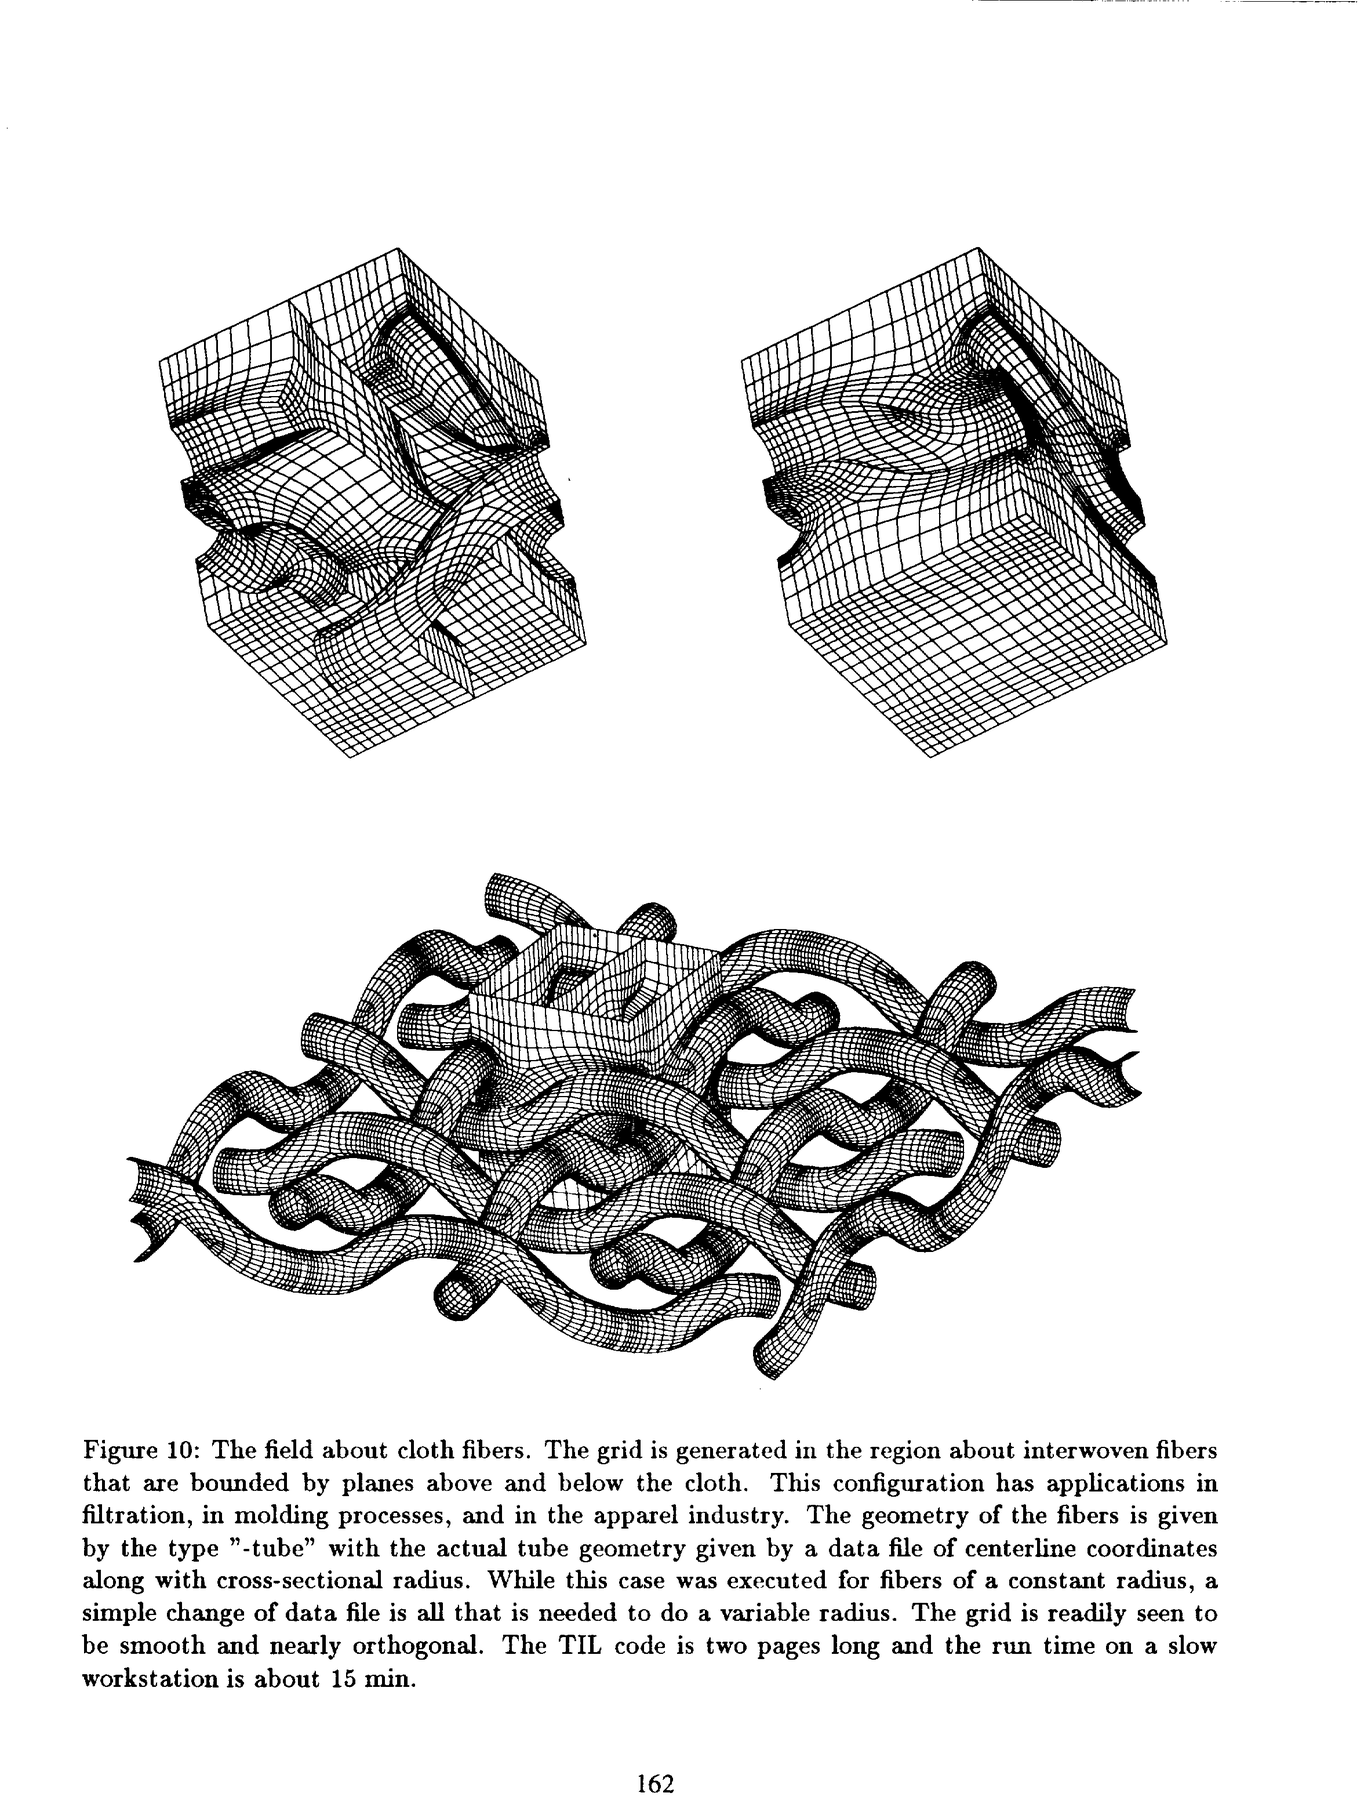 Figure 10: The field about cloth fibers. The grid is generated in the region about interwoven fibers
that are bounded by planes above and below the cloth. This configuration has applications in
filtration, in molding processes, and in the apparel industry. The geometry of the fibers is given
by the type "-tube" with the actual tube geometry given by a data file of centerline coordinates
along with cross-sectional radius. While this case was executed for fibers of a constant radius, a
simple change of data file is all that is needed to do a variable radius. The grid is readily seen to
be smooth and nearly orthogonal. The TIL code is two pages long and the run time on a slow
workstation is about 15 min.
162